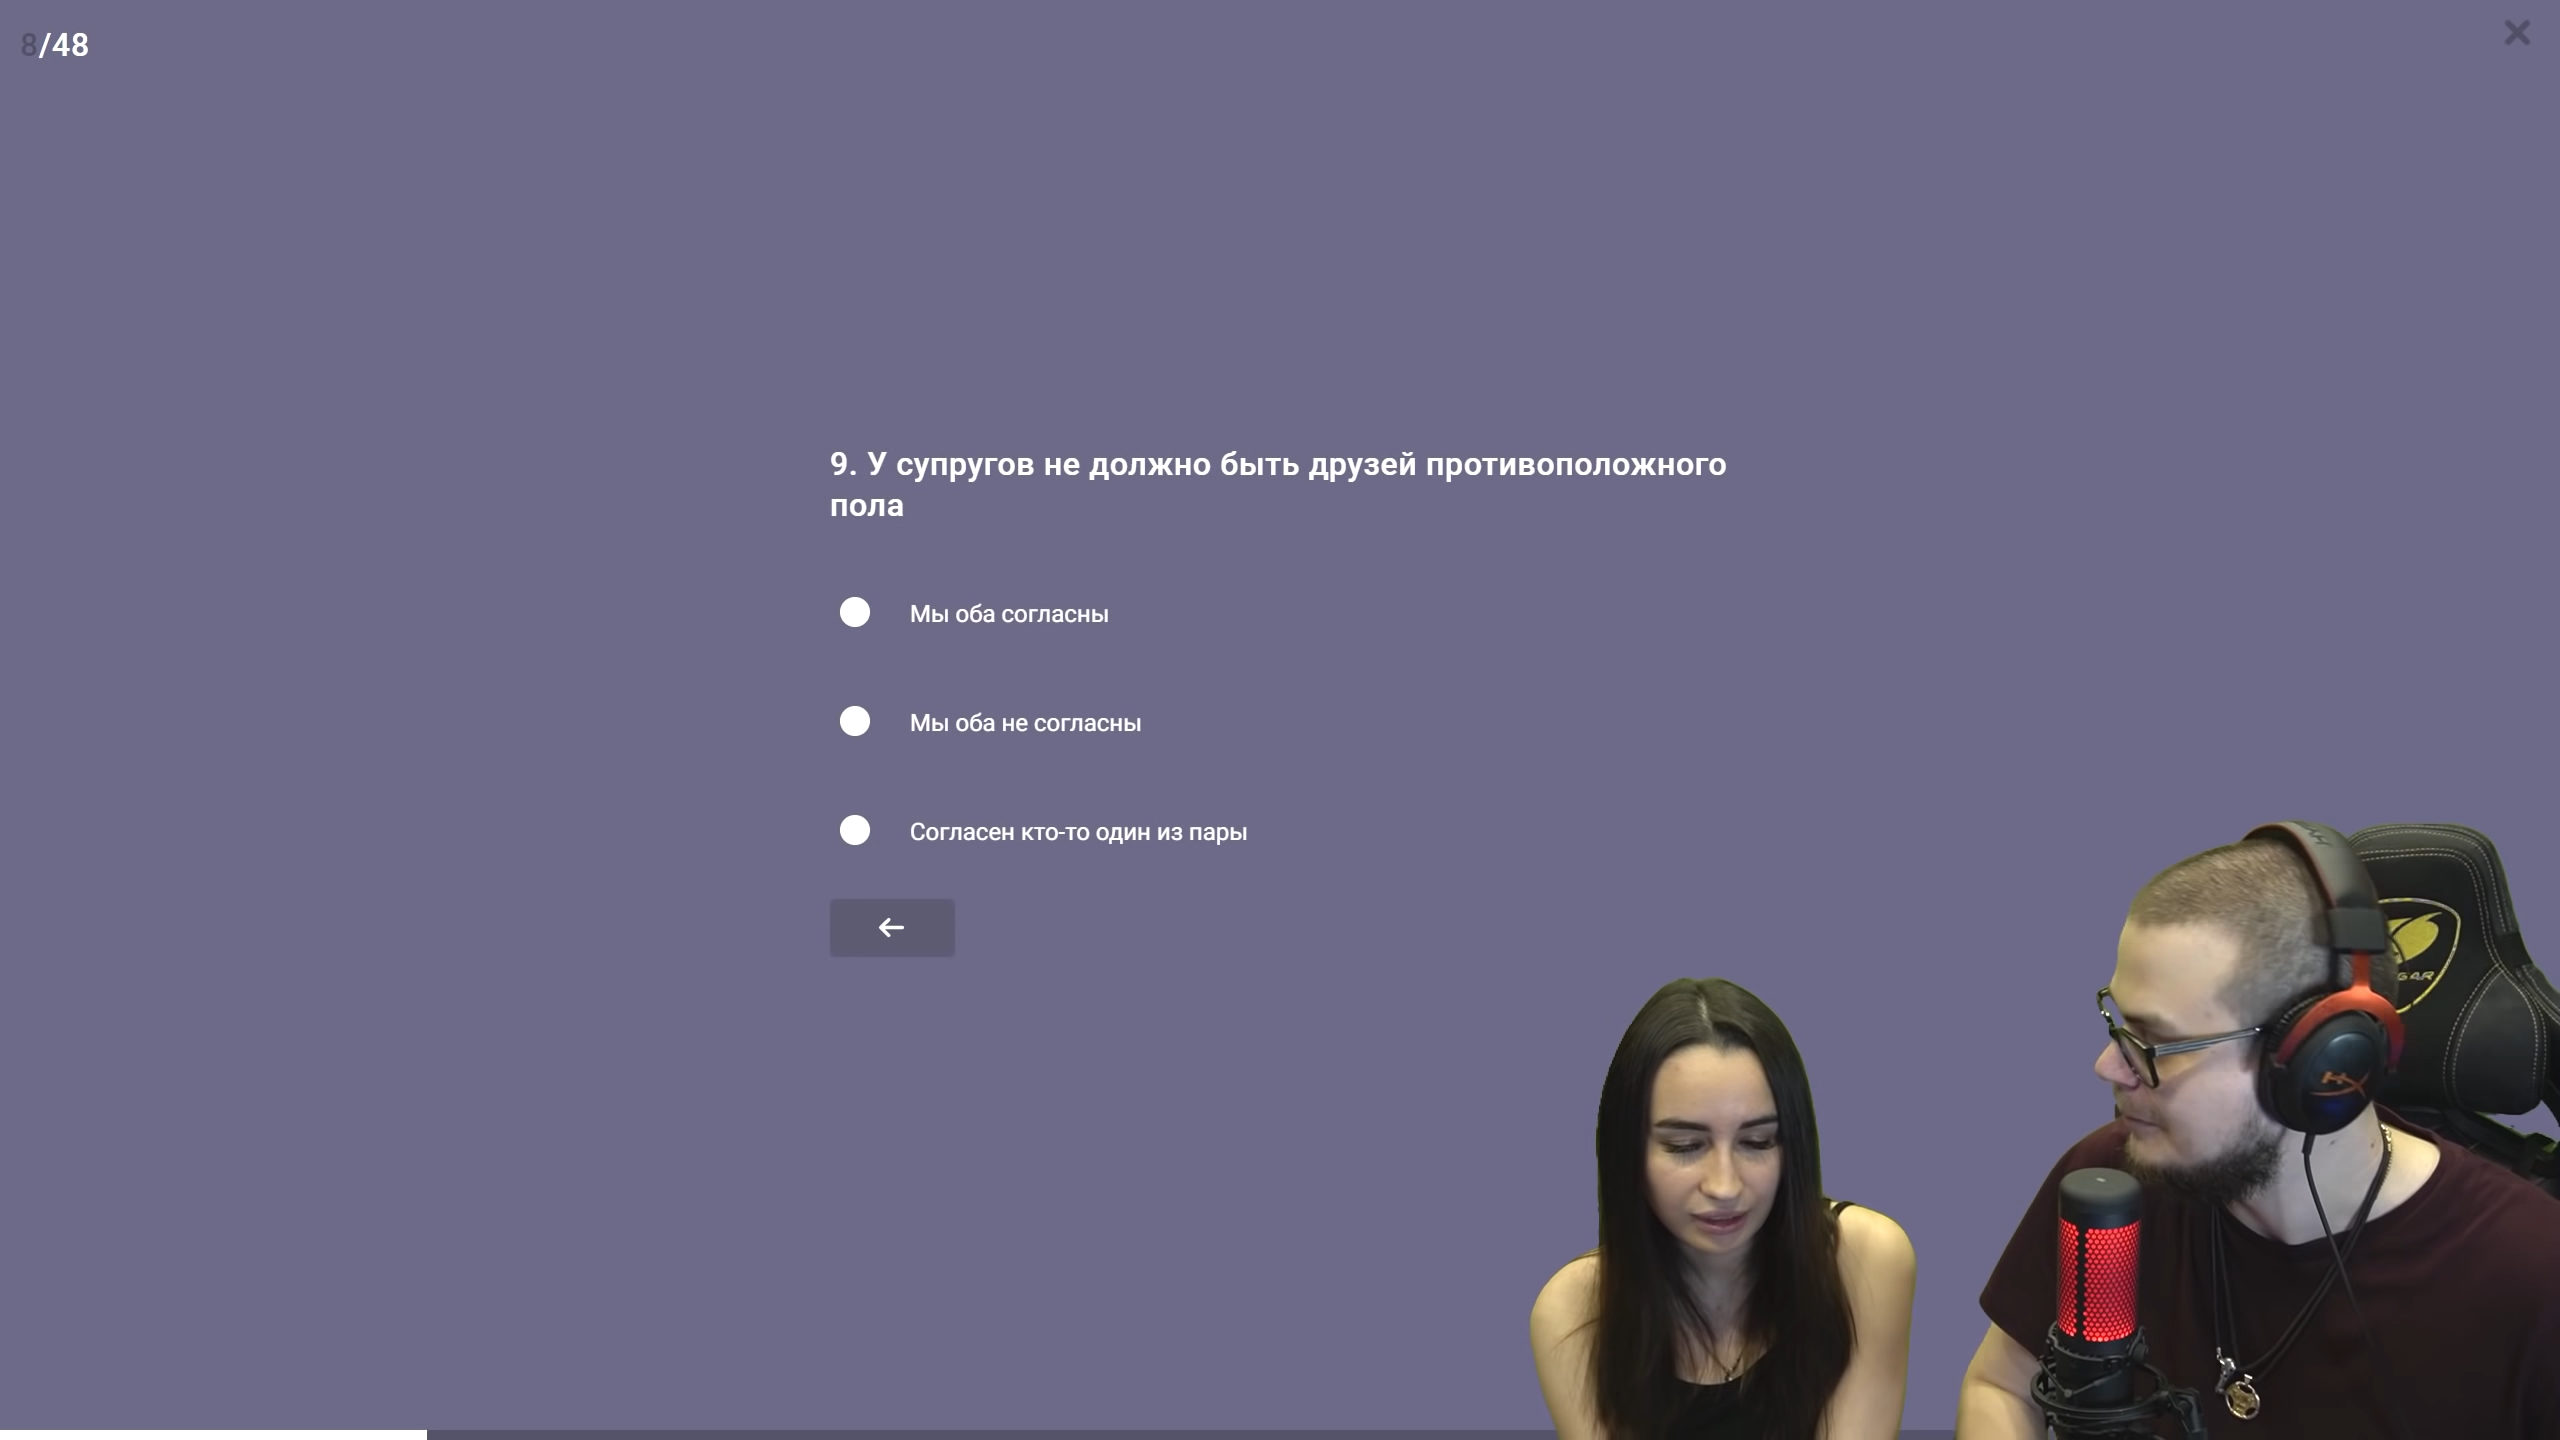 8/48
9. У супругов не должно быть друзей противоположного
пола
Мы оба согласны
Мы оба не согласны
Согласен кто-то один из пары